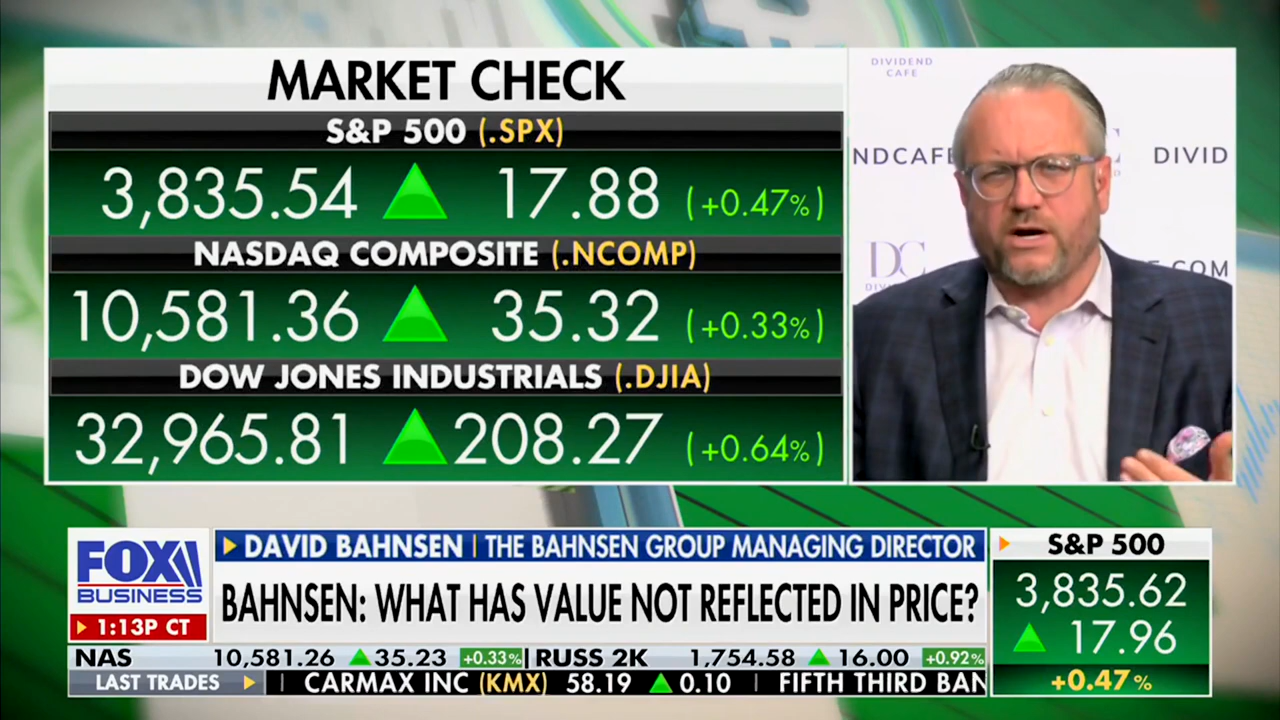 MARKET CHECK
S&P 500 (.SPX)
3,835.54 ▲ 17.88 (+0.47%)
NASDAQ COMPOSITE (.NCOMP)
10,581.36 ▲ 35.32 (+0.33%)
DOW JONES INDUSTRIALS (.DJIA)
32,965.81 ▲ 208.27 (+0.64%)
DIVIDEND
CAFE
NDCAFE
DIVID
DC
.COM
FOX
BUSINESS
1:13P CT
DAVID BAHNSEN | THE BAHNSEN GROUP MANAGING DIRECTOR
BAHNSEN: WHAT HAS VALUE NOT REFLECTED IN PRICE?
S&P 500
3,835.62
▲ 17.96
+0.47%
NAS 10,581.26 ▲ 35.23 +0.33% | RUSS 2K 1,754.58 ▲ 16.00 +0.92%
LAST TRADES CARMAX INC (KMX) 58.19 ▲ 0.10 | FIFTH THIRD BAN